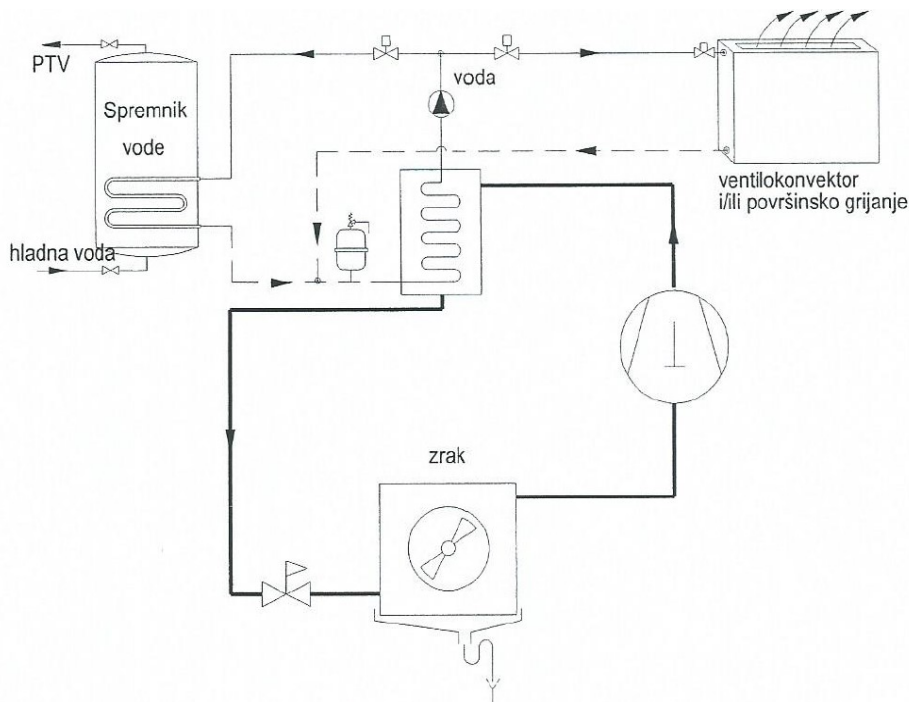 PTV
Spremnik
vode
hladna voda
voda
ventilokonvektor
i/ili površinsko grijanje
zrak